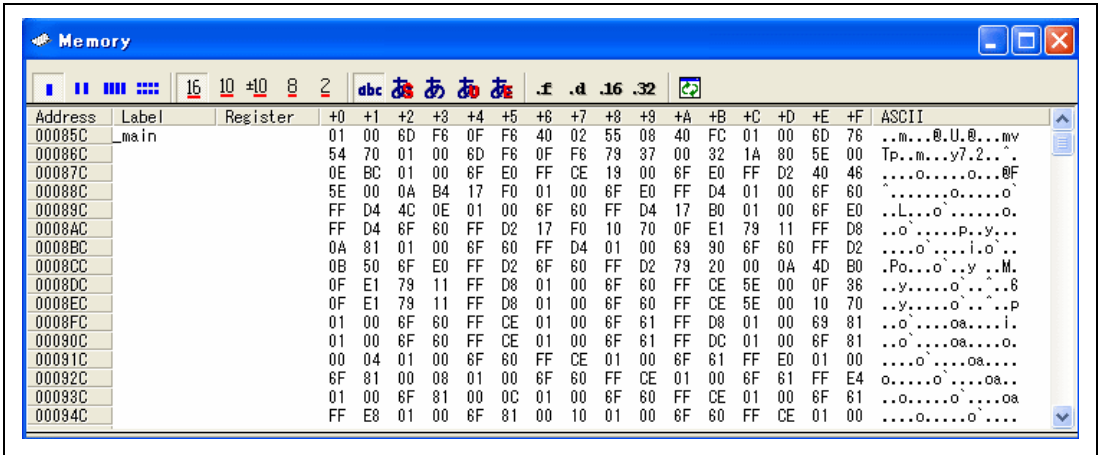 Memory
16 10 ±10 8 2 abc あS あ あU あE .f .d .16 .32
Address Label Register +0 +1 +2 +3 +4 +5 +6 +7 +8 +9 +A +B +C +D +E +F ASCII
00085C _main 01 00 6D F6 0F F6 40 02 55 08 40 FC 01 00 6D 76 ..m...@.U.@...mv
00086C 54 70 01 00 6D F6 0F F6 79 37 00 32 1A 80 5E 00 Tp..m...y7.2..^.
00087C 0E BC 01 00 6F E0 FF CE 19 00 6F E0 FF D2 40 46 ....o.....o...@F
00088C 5E 00 0A B4 17 F0 01 00 6F E0 FF D4 01 00 6F 60 ^.......o.....o`
00089C FF D4 4C 0E 01 00 6F 60 FF D4 17 B0 01 00 6F E0 ..L...o`......o.
0008AC FF D4 6F 60 FF D2 17 F0 10 70 0F E1 79 11 FF D8 ..o`.....p..y...
0008BC 0A 81 01 00 6F 60 FF D4 01 00 69 90 6F 60 FF D2 ....o`....i.o`..
0008CC 0B 50 6F E0 FF D2 6F 60 FF D2 79 20 00 0A 4D B0 .Po...o`..y ..M.
0008DC 0F E1 79 11 FF D8 01 00 6F 60 FF CE 5E 00 0F 36 ..y.....o`..^..6
0008EC 0F E1 79 11 FF D8 01 00 6F 60 FF CE 5E 00 10 70 ..y.....o`..^..p
0008FC 01 00 6F 60 FF CE 01 00 6F 61 FF D8 01 00 69 81 ..o`....oa....i.
00090C 01 00 6F 60 FF CE 01 00 6F 61 FF DC 01 00 6F 81 ..o`....oa....o.
00091C 00 04 01 00 6F 60 FF CE 01 00 6F 61 FF E0 01 00 ....o`....oa....
00092C 6F 81 00 08 01 00 6F 60 FF CE 01 00 6F 61 FF E4 o.....o`....oa..
00093C 01 00 6F 81 00 0C 01 00 6F 60 FF CE 01 00 6F 61 ..o.....o`....oa
00094C FF E8 01 00 6F 81 00 10 01 00 6F 60 FF CE 01 00 ....o.....o`....